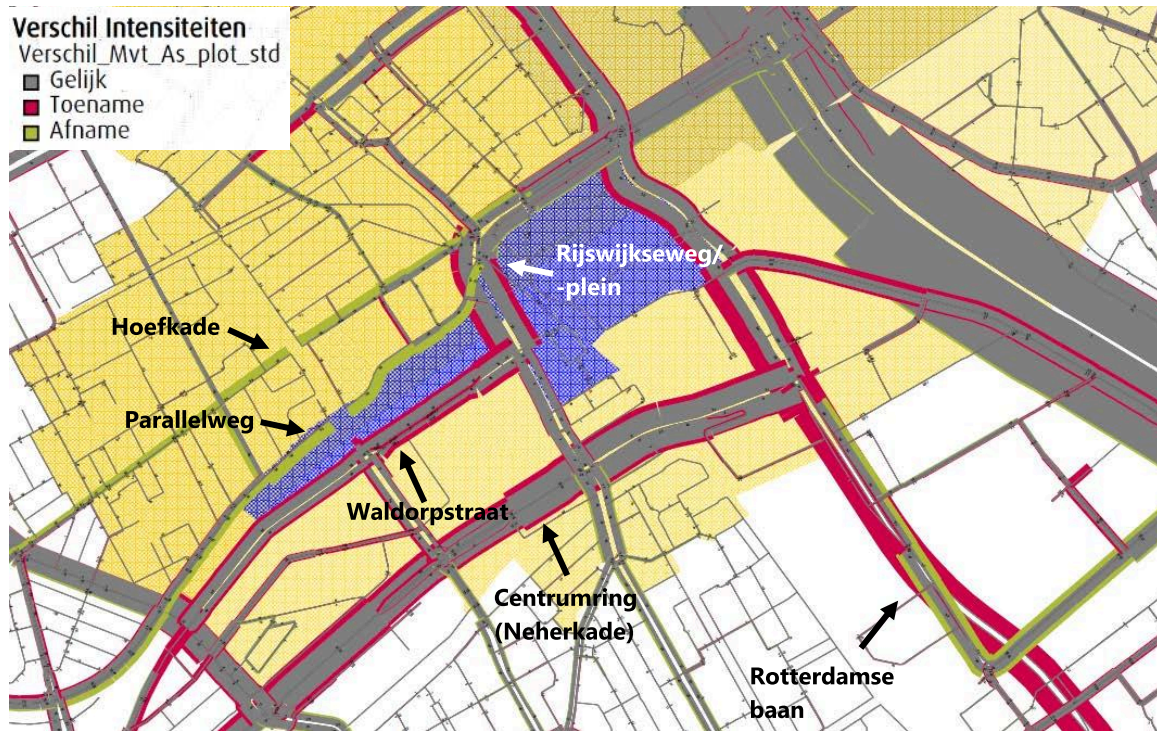 Verschil Intensiteiten
Verschil_Mvt_As_plot_std
Gelijk
Toename
Afname
Rijswijkseweg/
-plein
Hoefkade
Parallelweg
Waldorpstraat
Centrumring
(Neherkade)
Rotterdamse
baan